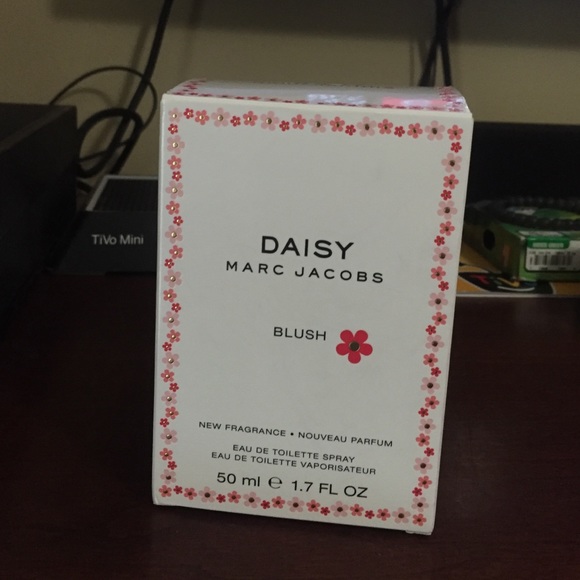 DAISY
MARC JACOBS
BLUSH
NEW FRAGRANCE • NOUVEAU PARFUM
EAU DE TOILETTE SPRAY
EAU DE TOILETTE VAPORISATEUR
50 ml ℮ 1.7 FL OZ
TiVo Mini